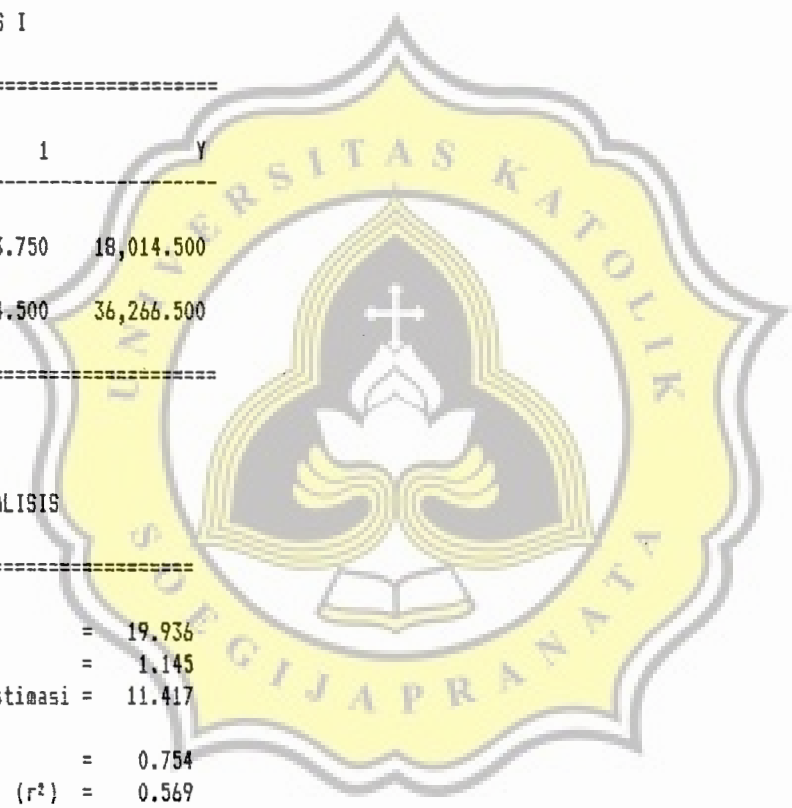 S I
==================
1 Y
------------------
.750 18,014.500
.500 36,266.500
==================
ALISIS
==================
= 19.936
= 1.145
stimasi = 11.417
= 0.754
(r²) = 0.569
UNIVERSITAS KATOLIK
SOEGIJAPRANATA